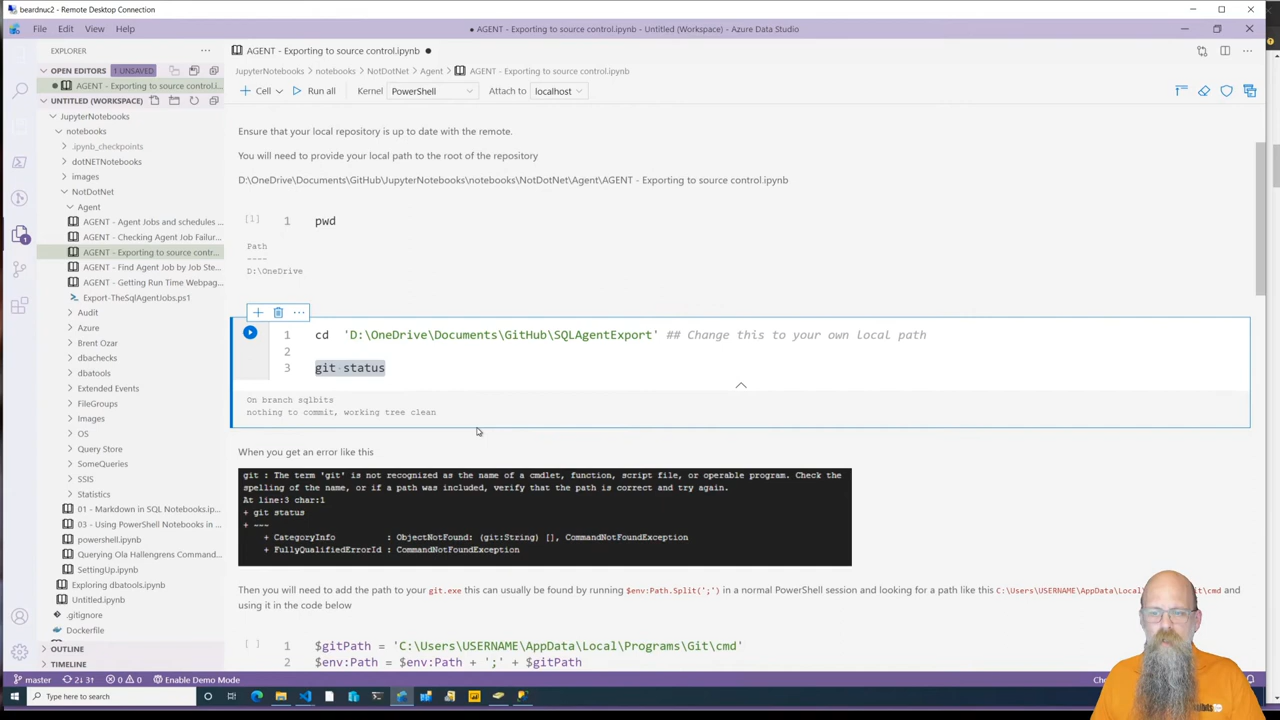 beardnuc2 - Remote Desktop Connection
File Edit View Help
● AGENT - Exporting to source control.ipynb - Untitled (Workspace) - Azure Data Studio
EXPLORER
OPEN EDITORS 1 UNSAVED
AGENT - Exporting to source control.i...
UNTITLED (WORKSPACE)
JupyterNotebooks
notebooks
.ipynb_checkpoints
dotNETNotebooks
images
NotDotNet
Agent
AGENT - Agent Jobs and schedules ...
AGENT - Checking Agent Job Failur...
AGENT - Exporting to source contr...
AGENT - Find Agent Job by Job Ste...
AGENT - Getting Run Time Webpag...
Export-TheSqlAgentJobs.ps1
Audit
Azure
Brent Ozar
dbachecks
dbatools
Extended Events
FileGroups
Images
OS
Query Store
SomeQueries
SSIS
Statistics
01 - Markdown in SQL Notebooks.ip...
03 - Using PowerShell Notebooks in ...
powershell.ipynb
Querying Ola Hallengrens Command...
SettingUp.ipynb
Exploring dbatools.ipynb
Untitled.ipynb
.gitignore
Dockerfile
OUTLINE
TIMELINE
AGENT - Exporting to source control.ipynb ●
JupyterNotebooks › notebooks › NotDotNet › Agent › AGENT - Exporting to source control.ipynb
Cell Run all Kernel PowerShell Attach to localhost
Ensure that your local repository is up to date with the remote.
You will need to provide your local path to the root of the repository
D:\OneDrive\Documents\GitHub\JupyterNotebooks\notebooks\NotDotNet\Agent\AGENT - Exporting to source control.ipynb
[1] 1 pwd
Path
----
D:\OneDrive
1 cd 'D:\OneDrive\Documents\GitHub\SQLAgentExport' ## Change this to your own local path
2
3 git status
On branch sqlbits
nothing to commit, working tree clean
When you get an error like this
git : The term 'git' is not recognized as the name of a cmdlet, function, script file, or operable program. Check the
spelling of the name, or if a path was included, verify that the path is correct and try again.
At line:3 char:1
+ git status
+ ~~~
+ CategoryInfo : ObjectNotFound: (git:String) [], CommandNotFoundException
+ FullyQualifiedErrorId : CommandNotFoundException
Then you will need to add the path to your git.exe this can usually be found by running $env:Path.Split(';') in a normal PowerShell session and looking for a path like this C:\Users\USERNAME\AppData\Local\ it\cmd and
using it in the code below
[ ] 1 $gitPath = 'C:\Users\USERNAME\AppData\Local\Programs\Git\cmd'
2 $env:Path = $env:Path + ';' + $gitPath
master 2↓ 3↑ 0 0 Enable Demo Mode
Type here to search